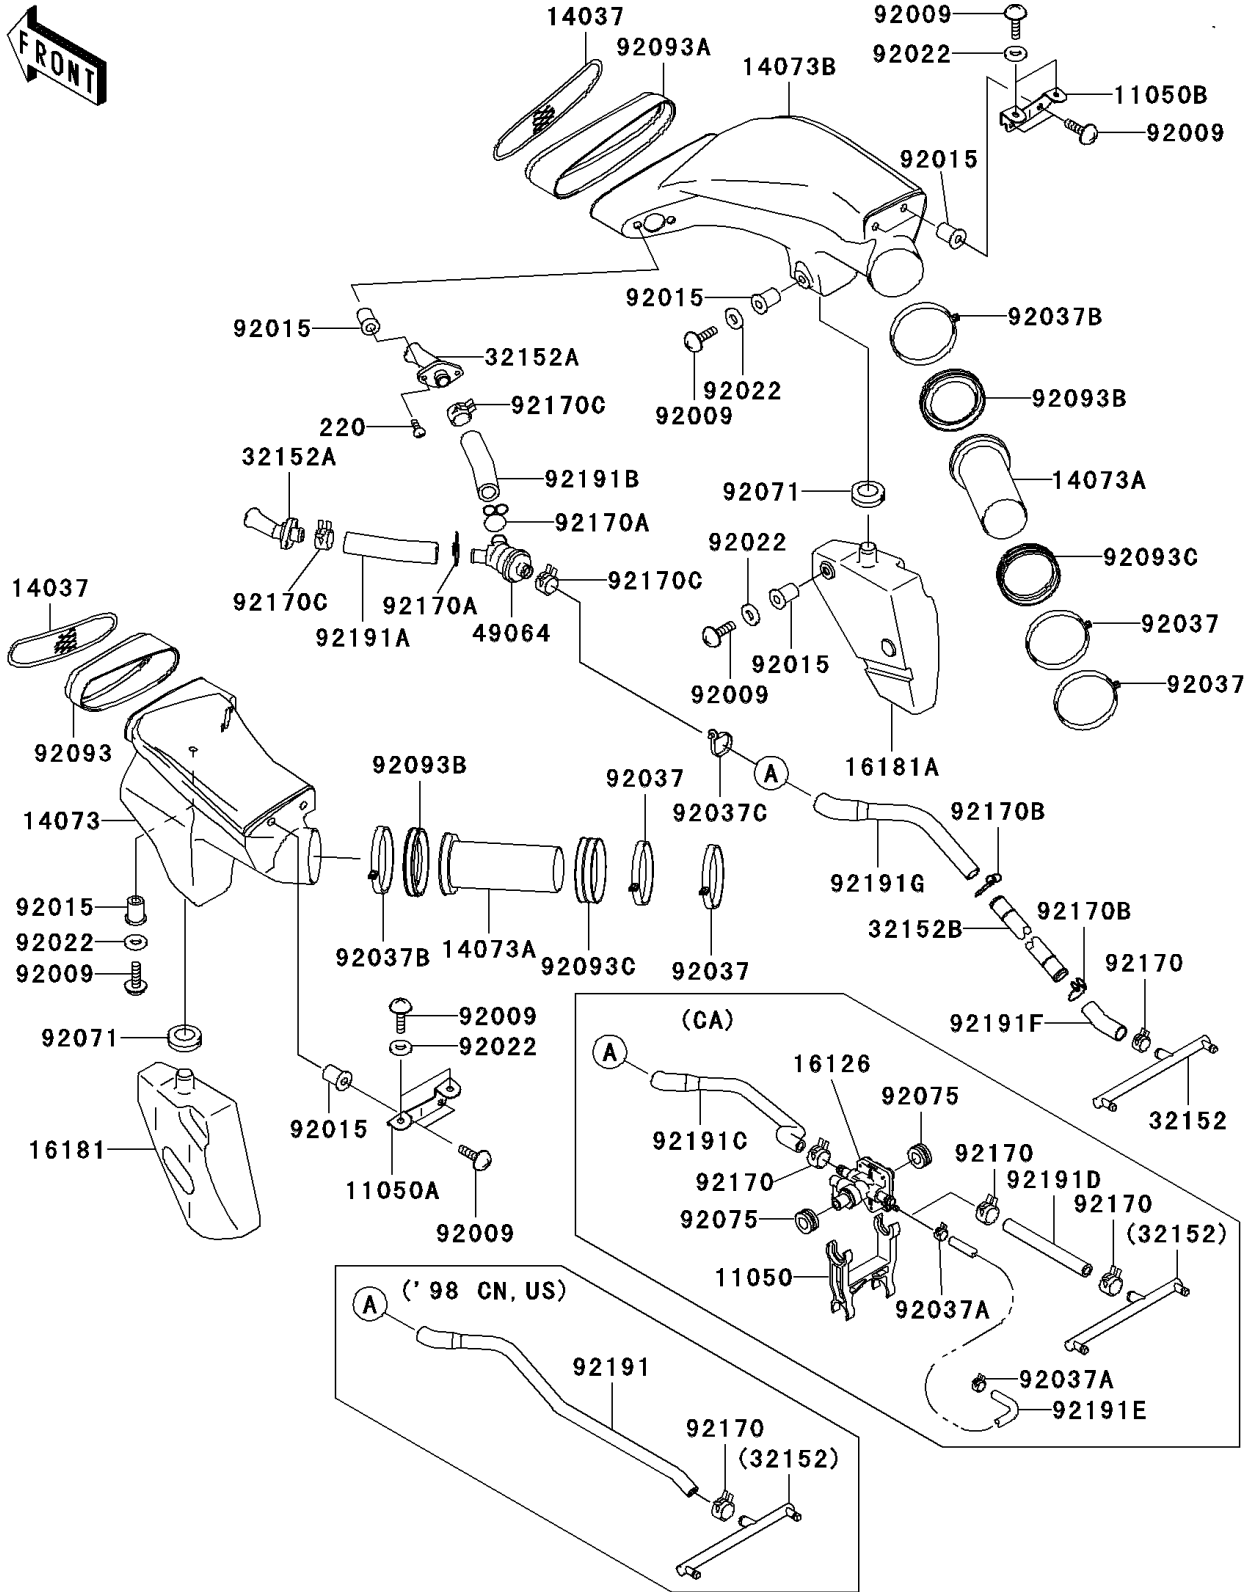 FRONT
14037
92009
92093A
92022
14073B
11050B
92009
92015
92015
92037B
92015
32152A
92022
92170C
92009
92093B
220
32152A
92191B
92071
14073A
92170A
92022
92093C
14037
92170C
92170C
92170A
49064
92191A
92015
92037
92009
92037
92093
92093B
92037
16181A
14073
92037C
A
92170B
92191G
92015
92170B
32152B
92022
92037B
14073A
92093C
92037
92170
92009
92009
(CA)
92191F
92071
92022
A
16126
92075
92015
92191C
32152
16181
92170
92170
92191D
11050A
92170
92075
(32152)
92009
11050
('98 CN,US)
A
92037A
92191
92037A
92191E
92170
(32152)